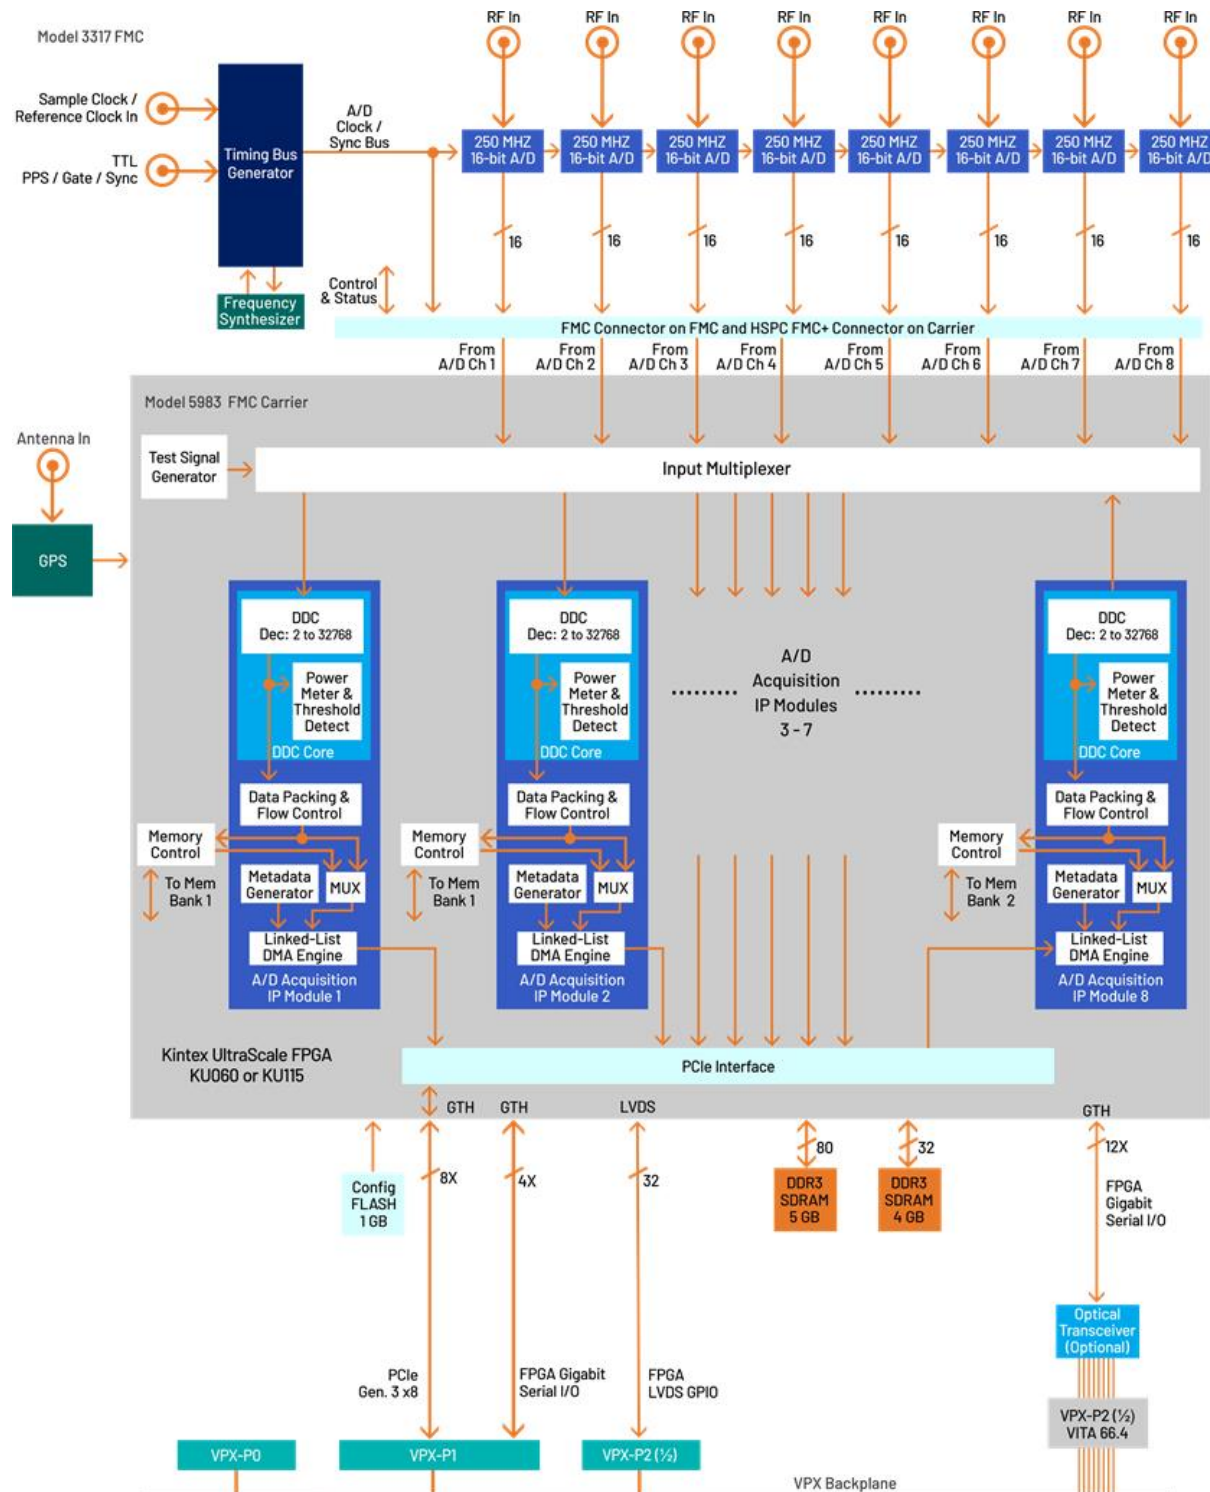 Model 3317 FMC
RF In
RF In
RF In
RF In
RF In
RF In
RF In
RF In
Sample Clock /
Reference Clock In
TTL
PPS / Gate / Sync
Timing Bus
Generator
A/D
Clock /
Sync Bus
250 MHZ
16-bit A/D
250 MHZ
16-bit A/D
250 MHZ
16-bit A/D
250 MHZ
16-bit A/D
250 MHZ
16-bit A/D
250 MHZ
16-bit A/D
250 MHZ
16-bit A/D
250 MHZ
16-bit A/D
16
16
16
16
16
16
16
16
Control
& Status
Frequency
Synthesizer
FMC Connector on FMC and HSPC FMC+ Connector on Carrier
From
A/D Ch 1
From
A/D Ch 2
From
A/D Ch 3
From
A/D Ch 4
From
A/D Ch 5
From
A/D Ch 6
From
A/D Ch 7
From
A/D Ch 8
Model 5983 FMC Carrier
Antenna In
GPS
Test Signal
Generator
Input Multiplexer
DDC
Dec: 2 to 32768
Power
Meter &
Threshold
Detect
DDC Core
Data Packing &
Flow Control
Memory
Control
To Mem
Bank 1
Metadata
Generator
MUX
Linked-List
DMA Engine
A/D Acquisition
IP Module 1
DDC
Dec: 2 to 32768
Power
Meter &
Threshold
Detect
DDC Core
Data Packing &
Flow Control
Memory
Control
To Mem
Bank 1
Metadata
Generator
MUX
Linked-List
DMA Engine
A/D Acquisition
IP Module 2
A/D
Acquisition
IP Modules
3 - 7
DDC
Dec: 2 to 32768
Power
Meter &
Threshold
Detect
DDC Core
Data Packing &
Flow Control
Memory
Control
To Mem
Bank 2
Metadata
Generator
MUX
Linked-List
DMA Engine
A/D Acquisition
IP Module 8
Kintex UltraScale FPGA
KU060 or KU115
PCIe Interface
GTH
GTH
LVDS
GTH
Config
FLASH
1 GB
8X
4X
32
80
32
12X
DDR3
SDRAM
5 GB
DDR3
SDRAM
4 GB
FPGA
Gigabit
Serial I/O
Optical
Transceiver
(Optional)
PCIe
Gen. 3 x8
FPGA Gigabit
Serial I/O
FPGA
LVDS GPIO
VPX-P2 (½)
VITA 66.4
VPX-P0
VPX-P1
VPX-P2 (½)
VPX Backplane